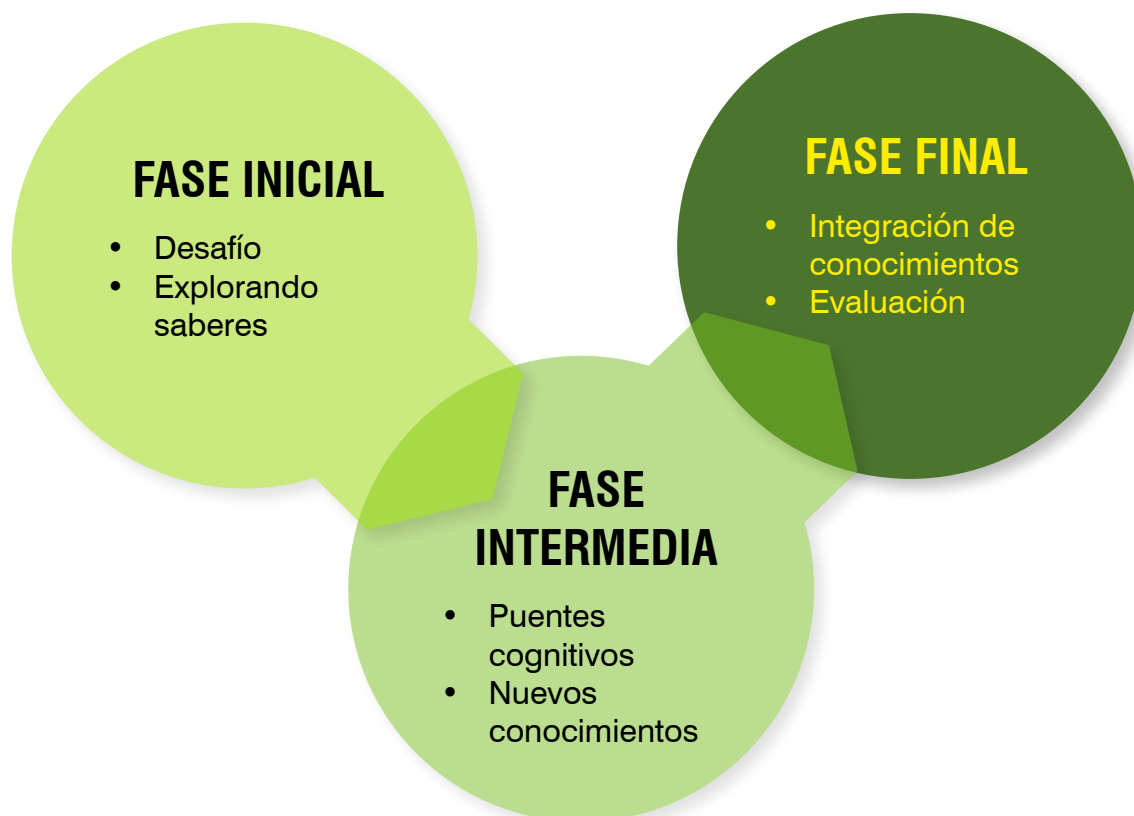 FASE INICIAL
• Desafío
• Explorando
saberes
FASE
INTERMEDIA
• Puentes
cognitivos
• Nuevos
conocimientos
FASE FINAL
• Integración de
conocimientos
• Evaluación